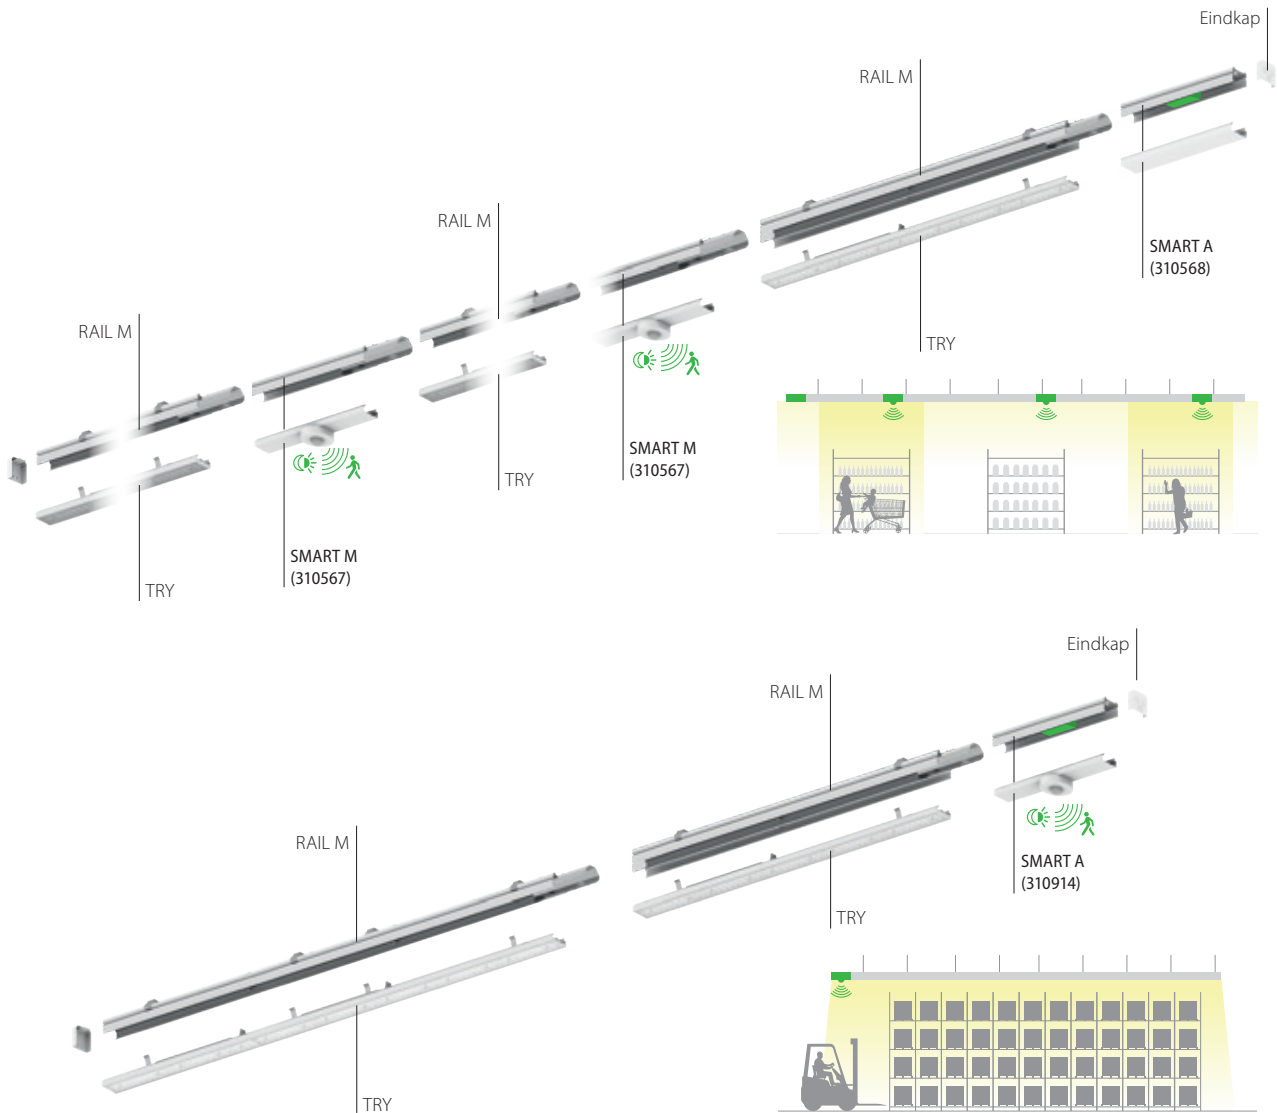 Eindkap
RAIL M
RAIL M
SMART A
(310568)
RAIL M
TRY
SMART M
(310567)
TRY
SMART M
(310567)
TRY
Eindkap
RAIL M
RAIL M
SMART A
(310914)
TRY
TRY